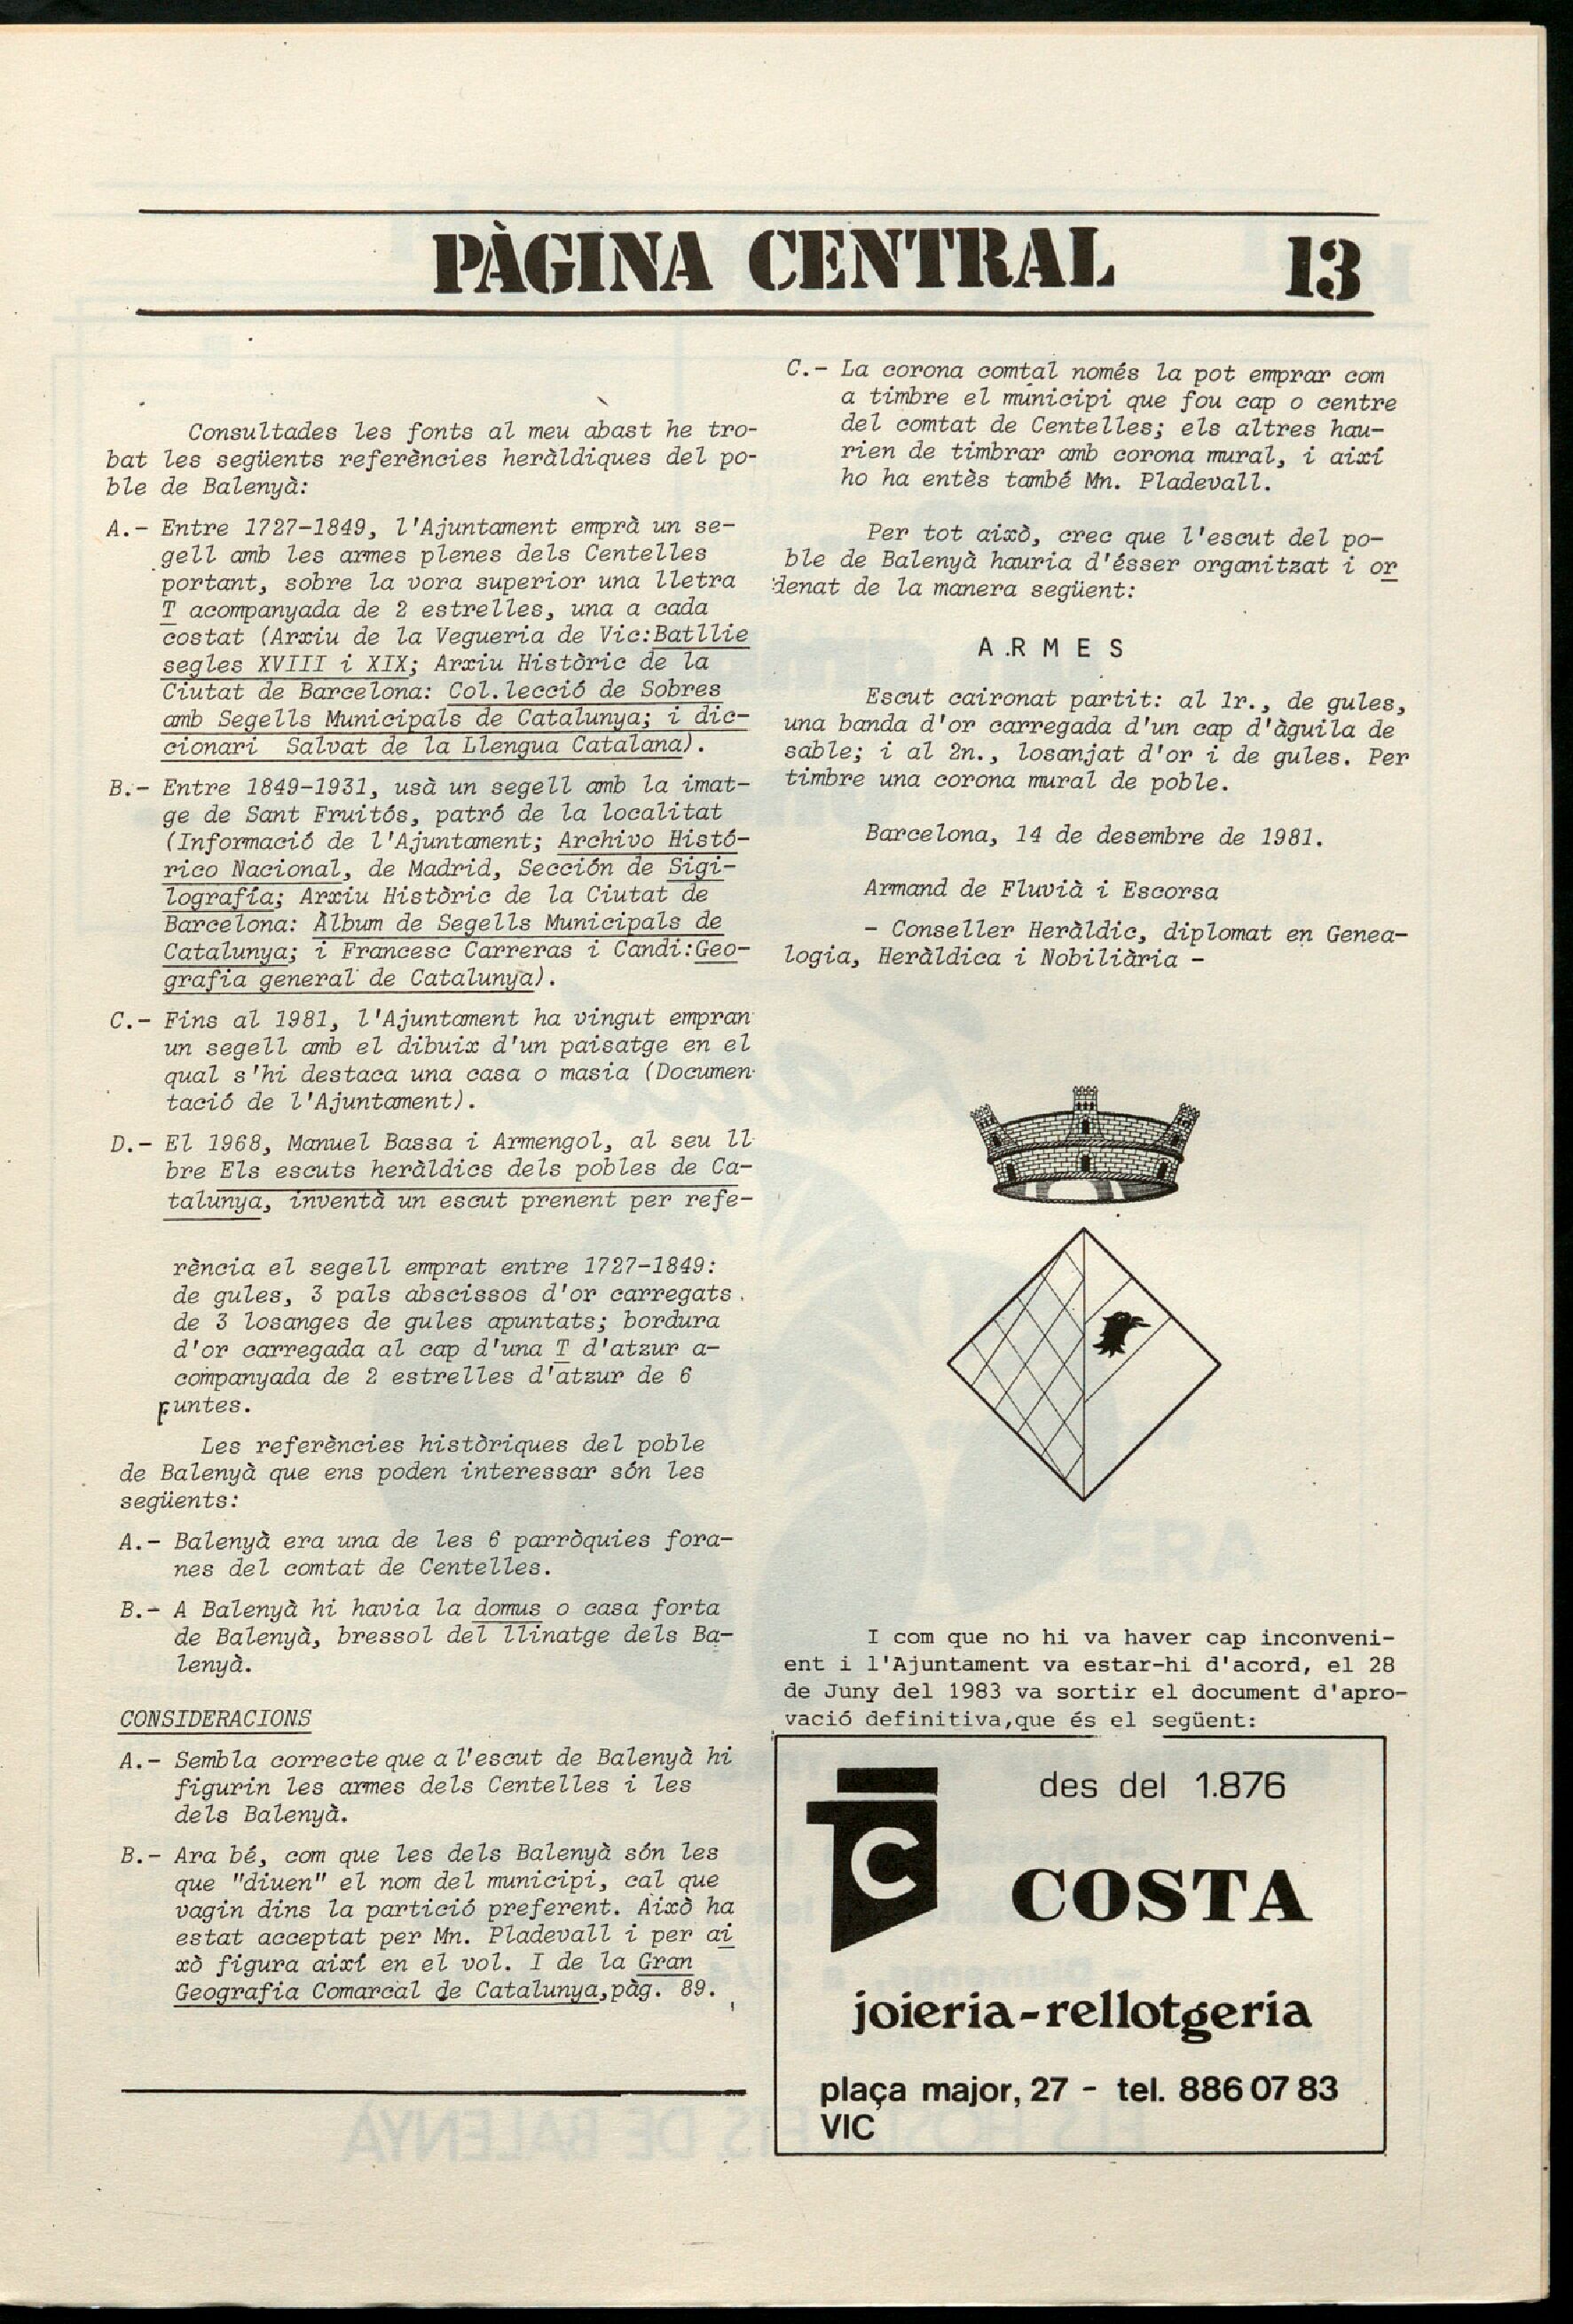 PÀGINA CENTRAL 13
Consultades les fonts al meu abast he tro-
bat les següents referències heràldiques del po-
ble de Balenyà:
A.- Entre 1727-1849, l'Ajuntament emprà un se-
gell amb les armes plenes dels Centelles
portant, sobre la vora superior una lletra
T acompanyada de 2 estrelles, una a cada
costat (Arxiu de la Vegueria de Vic:Batllie
segles XVIII i XIX; Arxiu Històric de la
Ciutat de Barcelona: Col.lecció de Sobres
amb Segells Municipals de Catalunya; i dic-
cionari Salvat de la Llengua Catalana).
B.- Entre 1849-1931, usà un segell amb la imat-
ge de Sant Fruitós, patró de la localitat
(Informació de l'Ajuntament; Archivo Histó-
rico Nacional, de Madrid, Sección de Sigi-
lografía; Arxiu Històric de la Ciutat de
Barcelona: Àlbum de Segells Municipals de
Catalunya; i Francesc Carreras i Candi:Geo-
grafia general de Catalunya).
C.- Fins al 1981, l'Ajuntament ha vingut empran
un segell amb el dibuix d'un paisatge en el
qual s'hi destaca una casa o masia (Documen-
tació de l'Ajuntament).
D.- El 1968, Manuel Bassa i Armengol, al seu ll
bre Els escuts heràldics dels pobles de Ca-
talunya, inventà un escut prenent per refe-
rència el segell emprat entre 1727-1849:
de gules, 3 pals abscissos d'or carregats
de 3 losanges de gules apuntats; bordura
d'or carregada al cap d'una T d'atzur a-
companyada de 2 estrelles d'atzur de 6
puntes.
Les referències històriques del poble
de Balenyà que ens poden interessar són les
següents:
A.- Balenyà era una de les 6 parròquies fora-
nes del comtat de Centelles.
B.- A Balenyà hi havia la domus o casa forta
de Balenyà, bressol del llinatge dels Ba-
lenyà.
CONSIDERACIONS
A.- Sembla correcte que a l'escut de Balenyà hi
figurin les armes dels Centelles i les
dels Balenyà.
B.- Ara bé, com que les dels Balenyà són les
que "diuen" el nom del municipi, cal que
vagin dins la partició preferent. Això ha
estat acceptat per Mn. Pladevall i per ai
xò figura així en el vol. I de la Gran
Geografia Comarcal de Catalunya,pàg. 89.
C.- La corona comtal només la pot emprar com
a timbre el municipi que fou cap o centre
del comtat de Centelles; els altres hau-
rien de timbrar amb corona mural, i així
ho ha entès també Mn. Pladevall.
Per tot això, crec que l'escut del po-
ble de Balenyà hauria d'ésser organitzat i or
denat de la manera següent:
A.R M E S
Escut caironat partit: al 1r., de gules,
una banda d'or carregada d'un cap d'àguila de
sable; i al 2n., losanjat d'or i de gules. Per
timbre una corona mural de poble.
Barcelona, 14 de desembre de 1981.
Armand de Fluvià i Escorsa
- Conseller Heràldic, diplomat en Genea-
logia, Heràldica i Nobiliària -
I com que no hi va haver cap inconveni-
ent i l'Ajuntament va estar-hi d'acord, el 28
de Juny del 1983 va sortir el document d'apro-
vació definitiva,que és el següent:
des del 1.876
C
COSTA
joieria-rellotgeria
plaça major, 27 - tel. 886 07 83
VIC